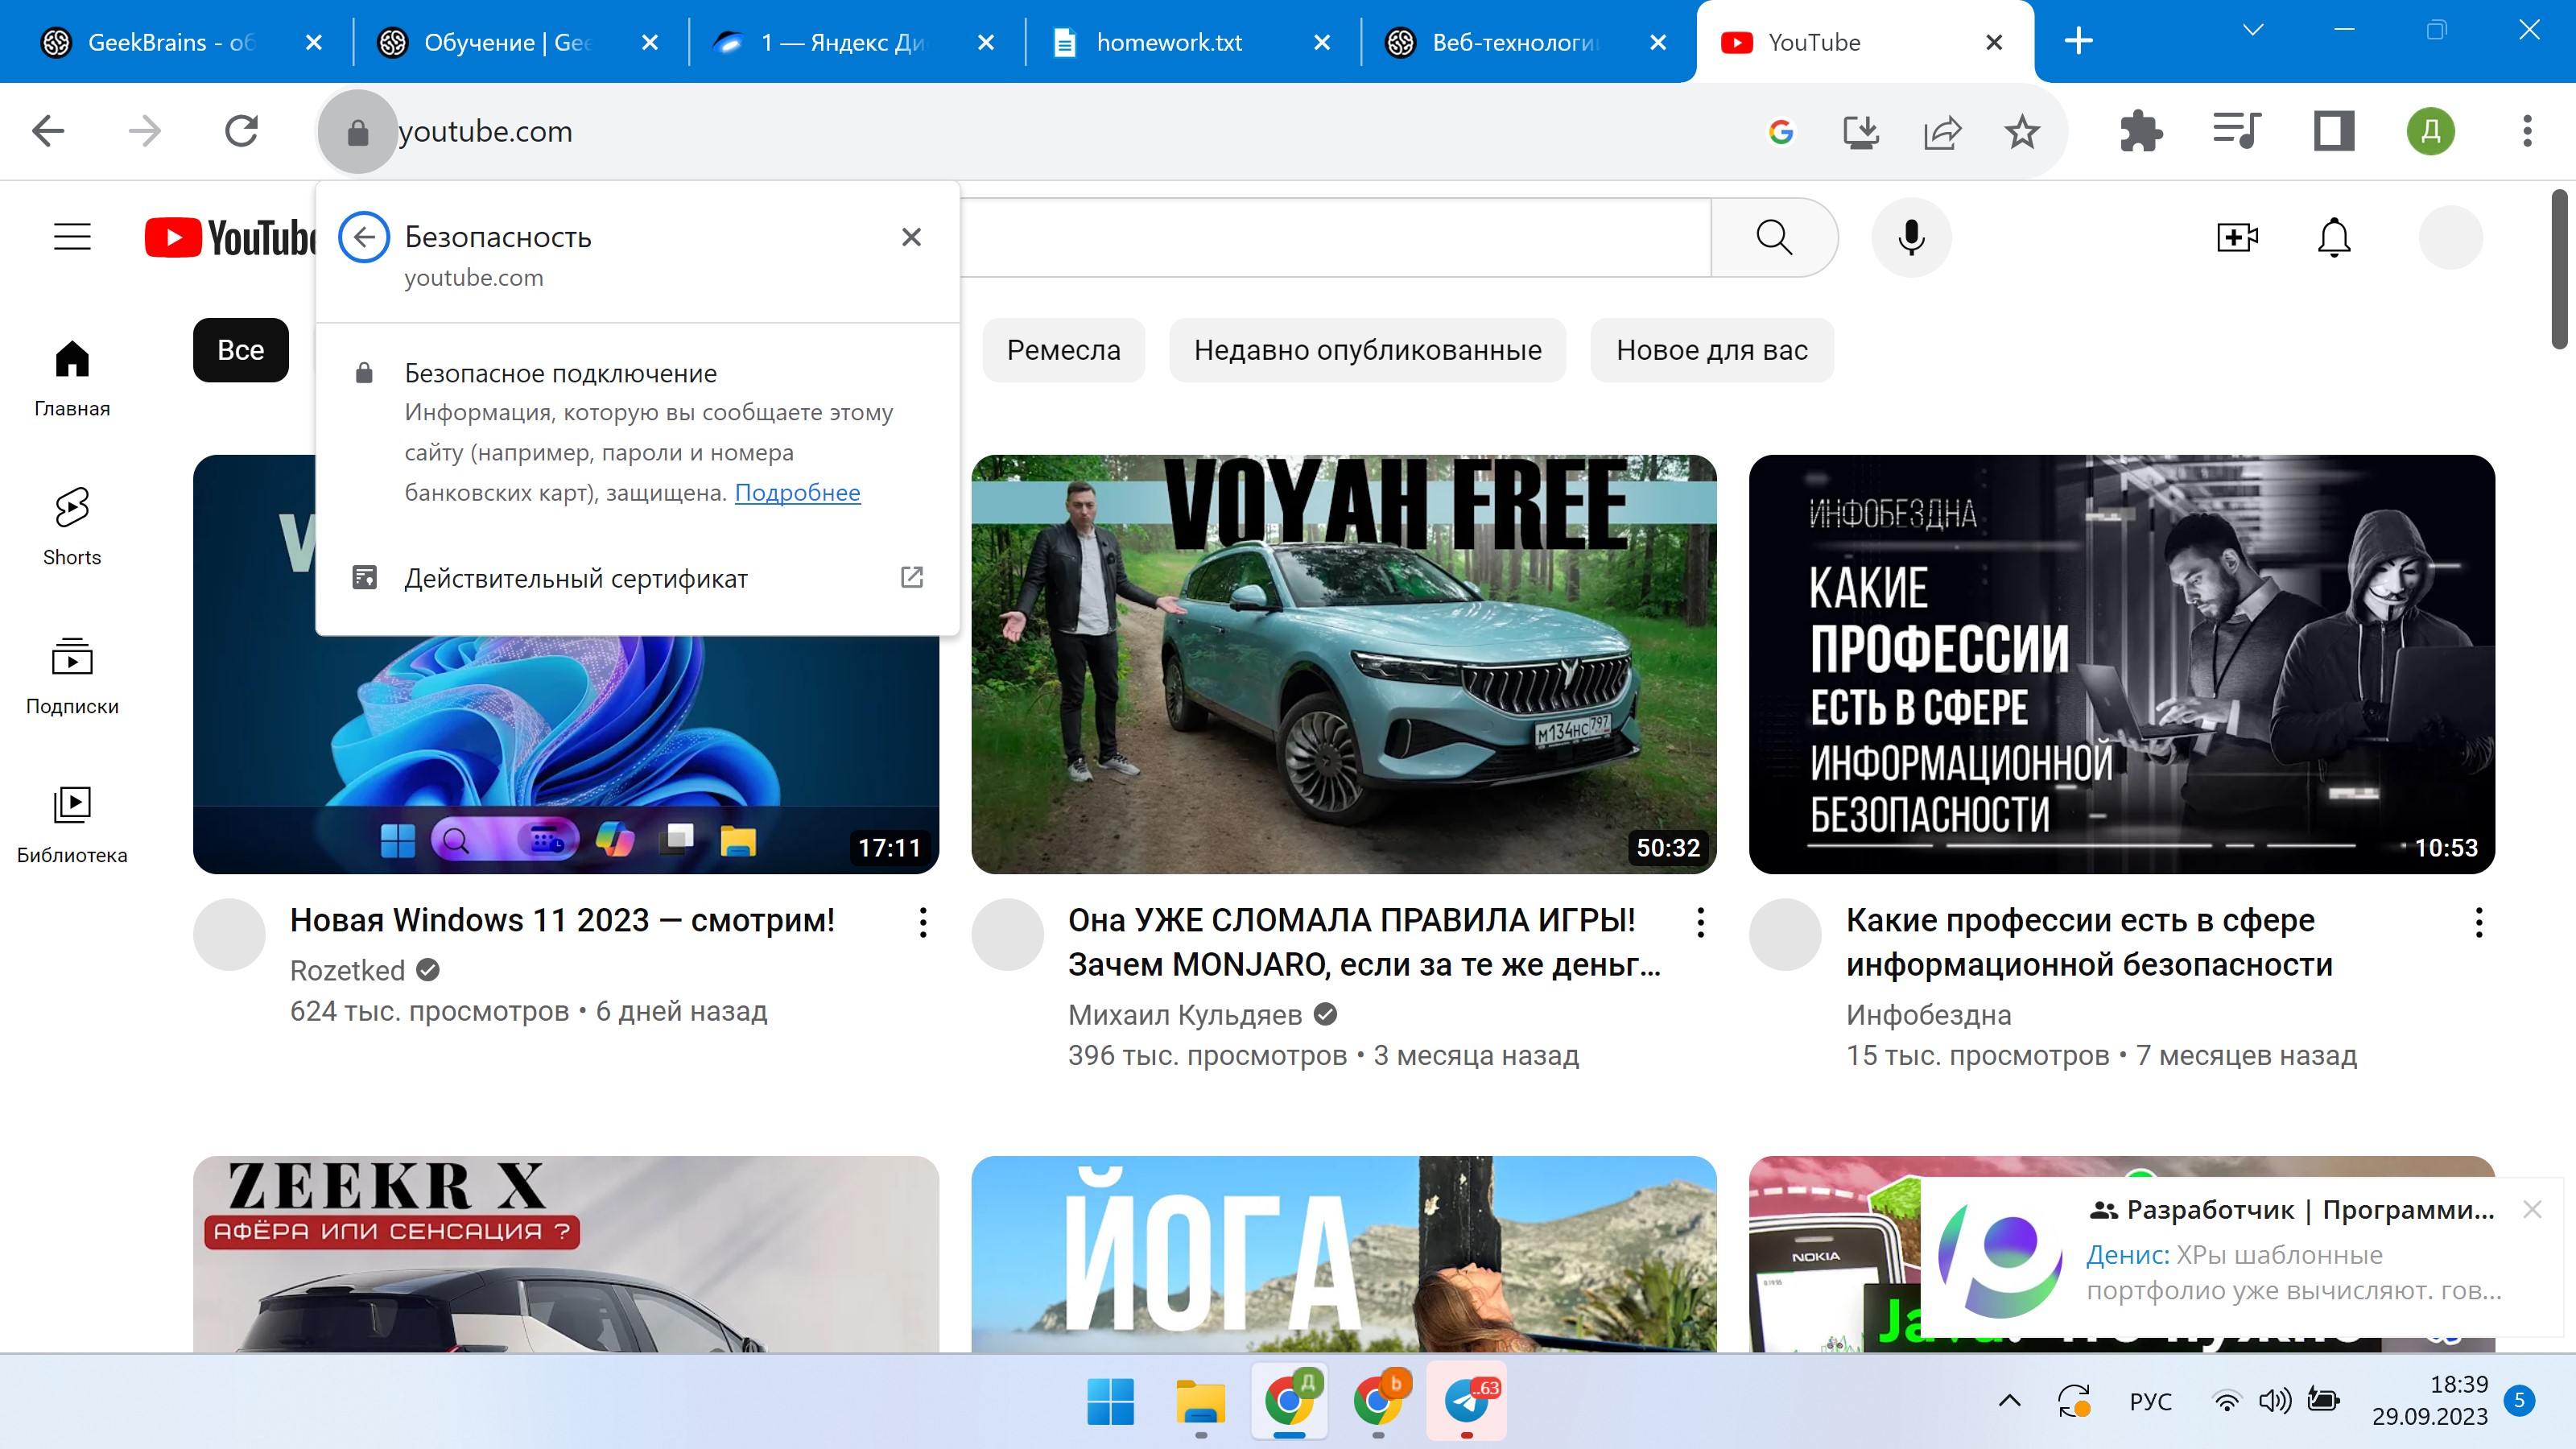 GeekBrains - об
Обучение | Gee
1 — Яндекс Ди
homework.txt
Веб-технологи
YouTube
youtube.com
Д
YouTube
Безопасность
youtube.com
Все
Ремесла
Недавно опубликованные
Новое для вас
Безопасное подключение
Информация, которую вы сообщаете этому
сайту (например, пароли и номера
банковских карт), защищена. Подробнее
Действительный сертификат
Главная
Shorts
Подписки
Библиотека
17:11
VOYAH FREE
М134НС 797
50:32
ИНФОБЕЗДНА
КАКИЕ
ПРОФЕССИИ
ЕСТЬ В СФЕРЕ
ИНФОРМАЦИОННОЙ
БЕЗОПАСНОСТИ
10:53
Новая Windows 11 2023 — смотрим!
Rozetked
624 тыс. просмотров • 6 дней назад
Она УЖЕ СЛОМАЛА ПРАВИЛА ИГРЫ!
Зачем MONJARO, если за те же деньг...
Михаил Кульдяев
396 тыс. просмотров • 3 месяца назад
Какие профессии есть в сфере
информационной безопасности
Инфобездна
15 тыс. просмотров • 7 месяцев назад
ZEEKR X
АФЁРА ИЛИ СЕНСАЦИЯ ?
ЙОГА
NOKIA
Разработчик | Программи...
Денис: ХРы шаблонные
портфолио уже вычисляют. гов...
Д
b
..63
РУС
18:39
29.09.2023
5